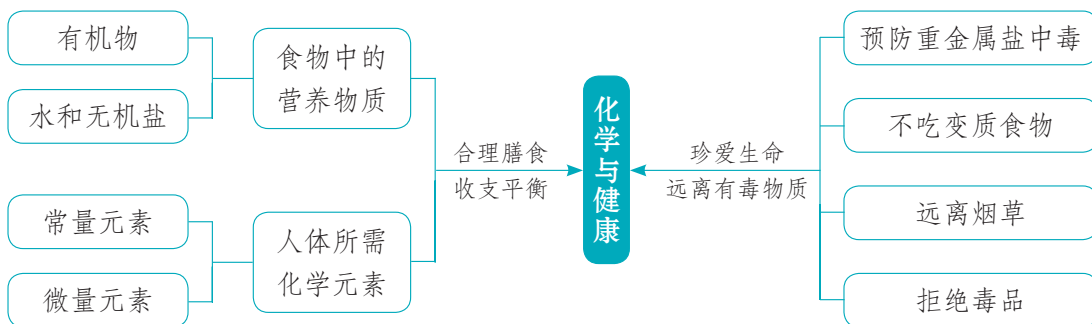 有机物
水和无机盐
食物中的
营养物质
常量元素
微量元素
人体所需
化学元素
合理膳食
收支平衡
化学与健康
珍爱生命
远离有毒物质
预防重金属盐中毒
不吃变质食物
远离烟草
拒绝毒品